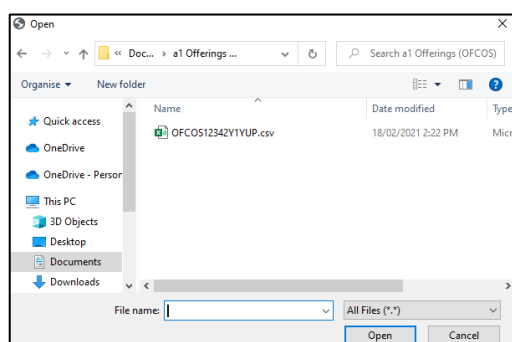 Open
« Doc... › a1 Offerings ...
Search a1 Offerings (OFCOS)
Organise
New folder
Name
Date modified
Type
Quick access
OFCOS12342Y1YUP.csv
18/02/2021 2:22 PM
Micr
OneDrive
OneDrive - Person
This PC
3D Objects
Desktop
Documents
Downloads
File name:
All Files (*.*)
Open
Cancel